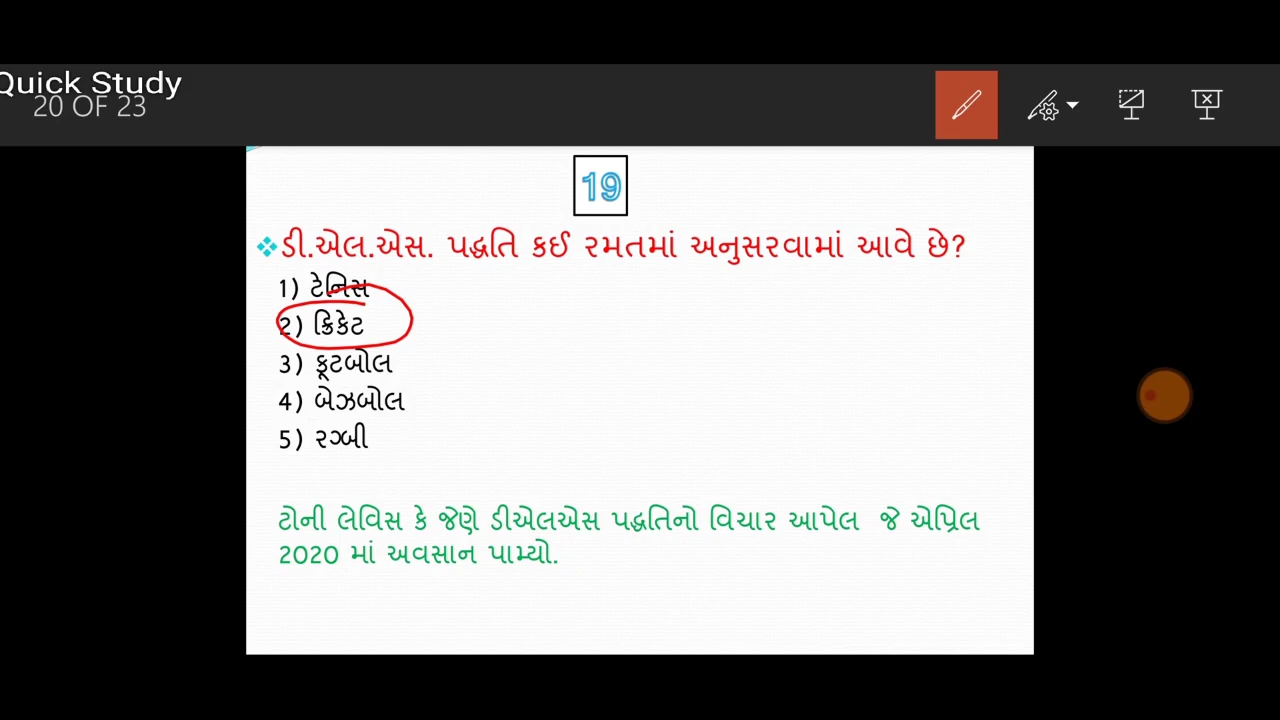 Quick Study
20 OF 23
19
ડી.એલ.એસ. પદ્ધતિ કઈ રમતમાં અનુસરવામાં આવે છે?
1) ટેનિસ
2) ક્રિકેટ
3) ફૂટબોલ
4) બેઝબોલ
5) રગ્બી
ટોની લેવિસ કે જેણે ડીએલએસ પદ્ધતિનો વિચાર આપેલ જે એપ્રિલ
2020 માં અવસાન પામ્યો.